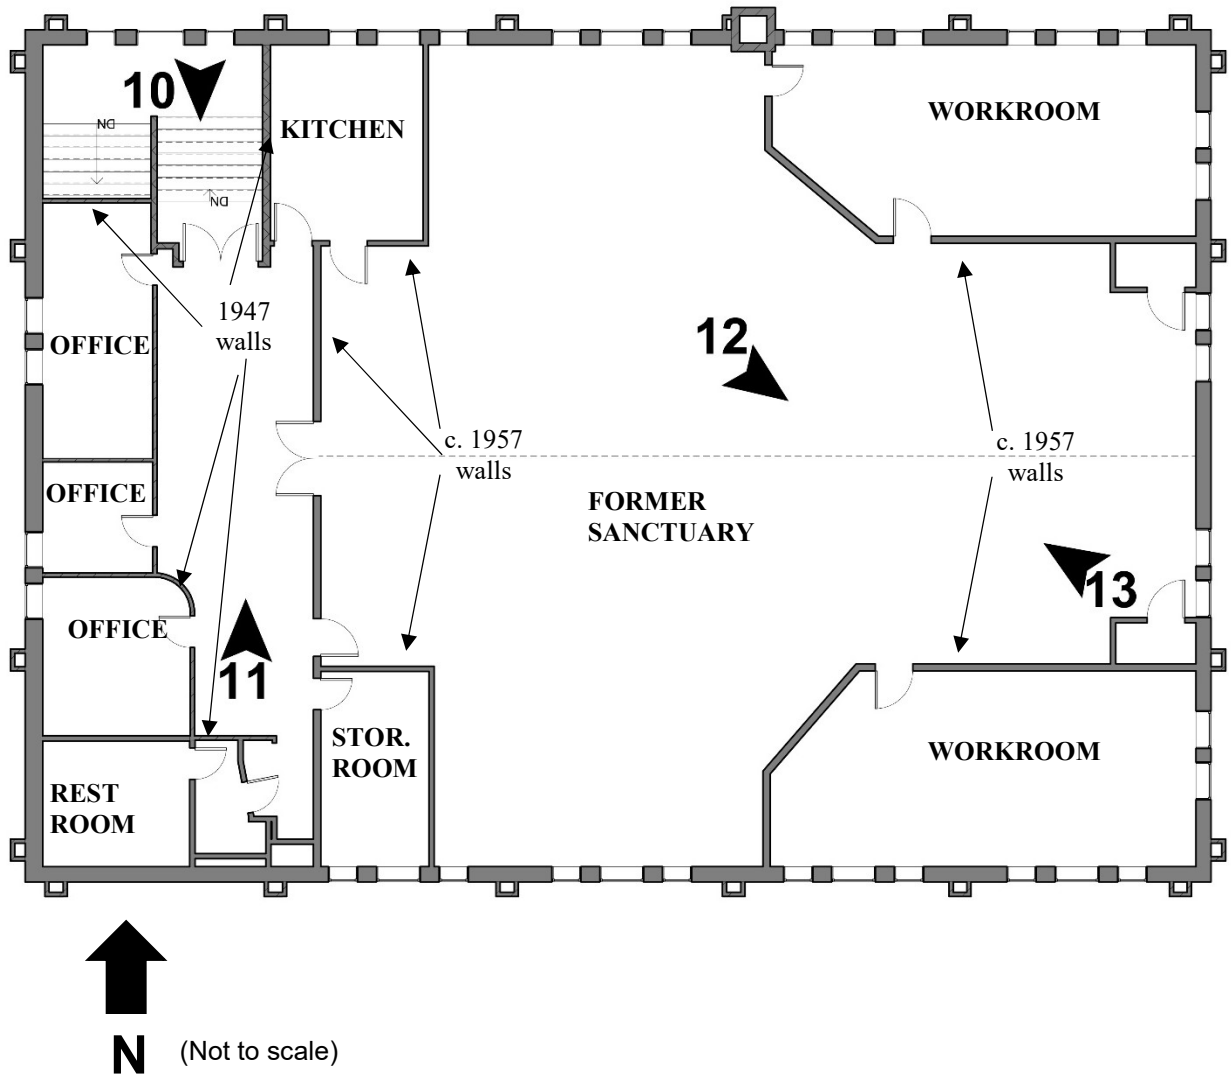 10
DN
DN
KITCHEN
WORKROOM
1947
walls
OFFICE
12
c. 1957
walls
c. 1957
walls
OFFICE
FORMER
SANCTUARY
13
OFFICE
11
STOR.
ROOM
WORKROOM
REST
ROOM
N (Not to scale)